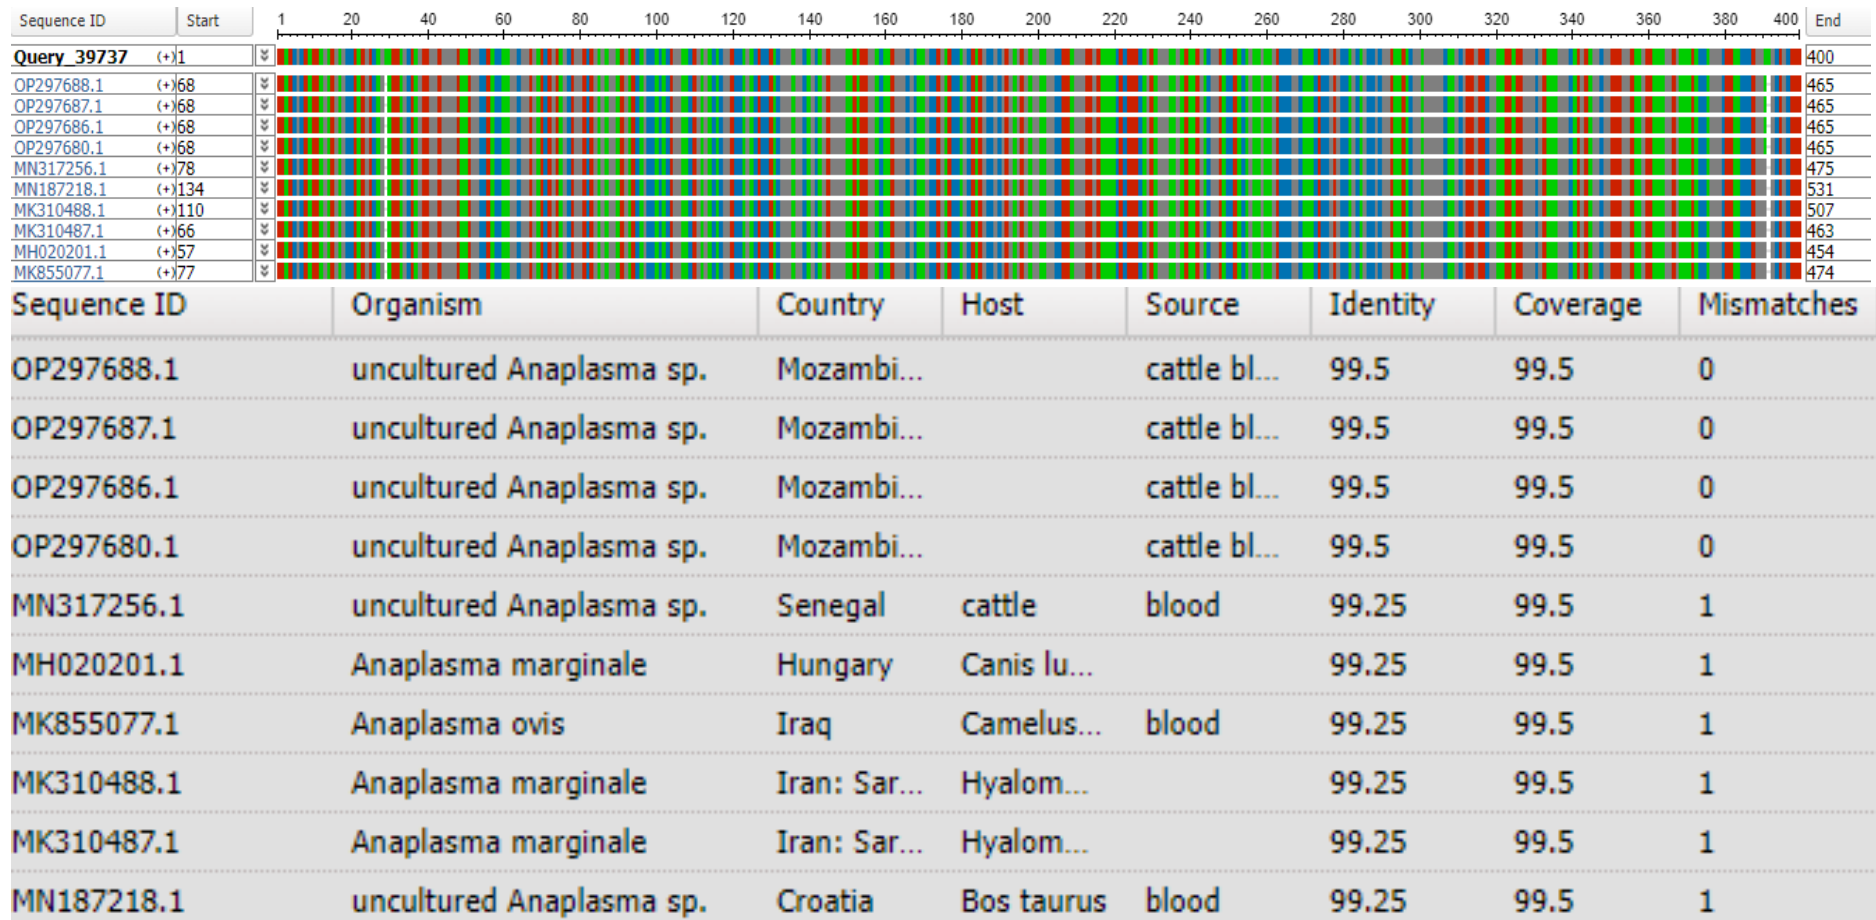 Sequence ID Start 1 20 40 60 80 100 120 140 160 180 200 220 240 260 280 300 320 340 360 380 400 End
Query_39737 (+) 1 400
OP297688.1 (+) 68 465
OP297687.1 (+) 68 465
OP297686.1 (+) 68 465
OP297680.1 (+) 68 465
MN317256.1 (+) 78 475
MN187218.1 (+) 134 531
MK310488.1 (+) 110 507
MK310487.1 (+) 66 463
MH020201.1 (+) 57 454
MK855077.1 (+) 77 474
Sequence ID Organism Country Host Source Identity Coverage Mismatches
OP297688.1 uncultured Anaplasma sp. Mozambi... cattle bl... 99.5 99.5 0
OP297687.1 uncultured Anaplasma sp. Mozambi... cattle bl... 99.5 99.5 0
OP297686.1 uncultured Anaplasma sp. Mozambi... cattle bl... 99.5 99.5 0
OP297680.1 uncultured Anaplasma sp. Mozambi... cattle bl... 99.5 99.5 0
MN317256.1 uncultured Anaplasma sp. Senegal cattle blood 99.25 99.5 1
MH020201.1 Anaplasma marginale Hungary Canis lu... 99.25 99.5 1
MK855077.1 Anaplasma ovis Iraq Camelus... blood 99.25 99.5 1
MK310488.1 Anaplasma marginale Iran: Sar... Hyalom... 99.25 99.5 1
MK310487.1 Anaplasma marginale Iran: Sar... Hyalom... 99.25 99.5 1
MN187218.1 uncultured Anaplasma sp. Croatia Bos taurus blood 99.25 99.5 1